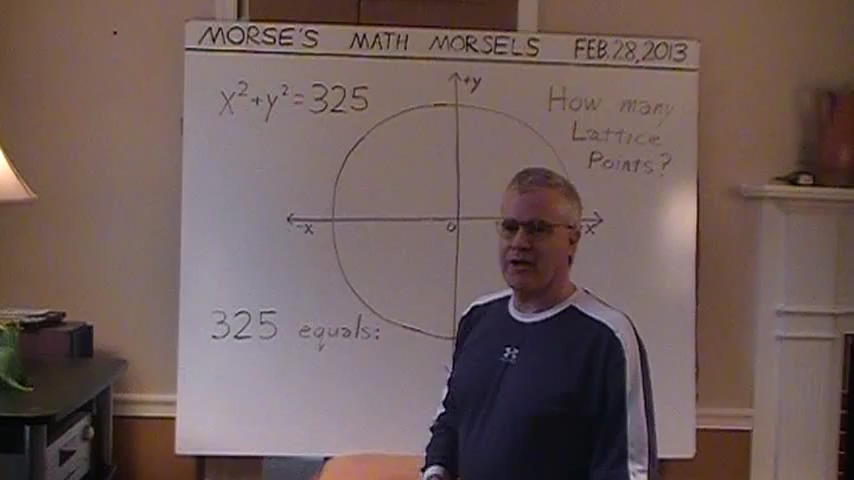 MORSE'S MATH MORSELS FEB. 28, 2013
x²+y²=325
+y
How many
Lattice
Points?
-x
0
-x
325 equals: